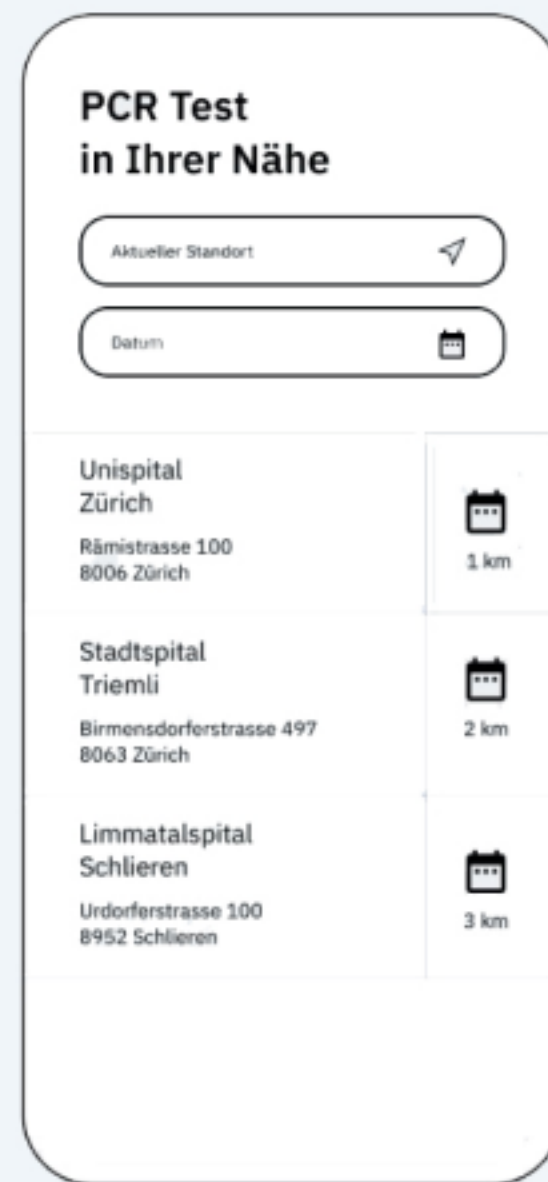 PCR Test
in Ihrer Nähe
Aktueller Standort
Datum
Unispital
Zürich
Rämistrasse 100
8006 Zürich
1 km
Stadtspital
Triemli
Birmensdorferstrasse 497
8063 Zürich
2 km
Limmatalspital
Schlieren
Urdorferstrasse 100
8952 Schlieren
3 km